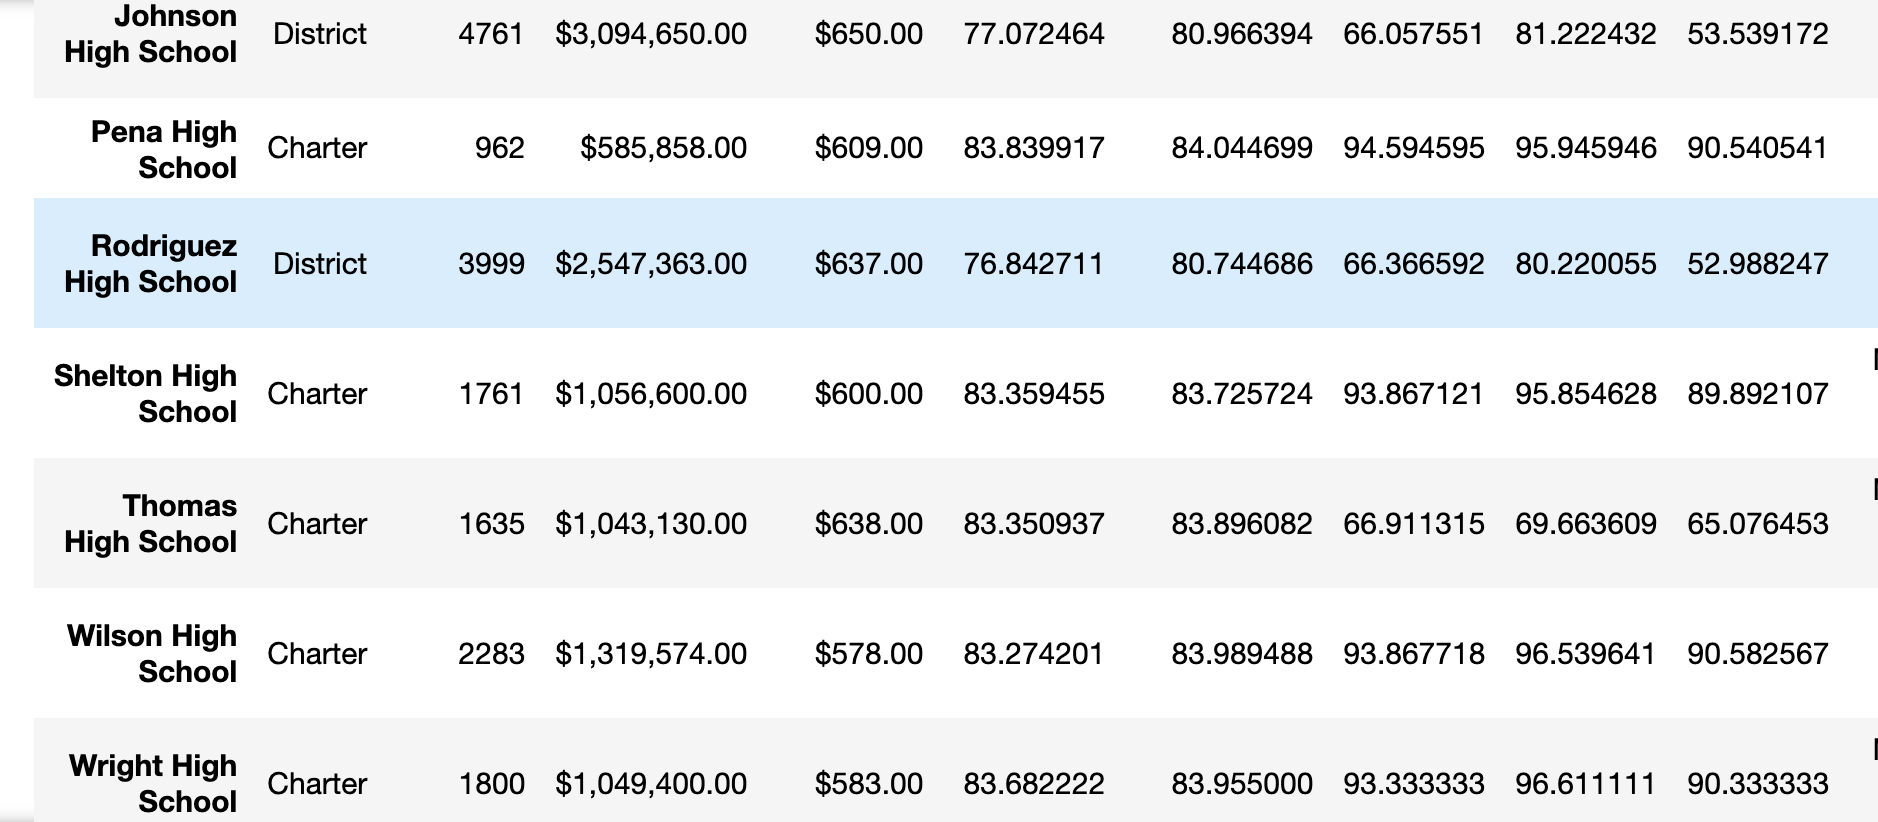 Johnson
High School District 4761 $3,094,650.00 $650.00 77.072464 80.966394 66.057551 81.222432 53.539172
Pena High
School Charter 962 $585,858.00 $609.00 83.839917 84.044699 94.594595 95.945946 90.540541
Rodriguez
High School District 3999 $2,547,363.00 $637.00 76.842711 80.744686 66.366592 80.220055 52.988247
Shelton High
School Charter 1761 $1,056,600.00 $600.00 83.359455 83.725724 93.867121 95.854628 89.892107
Thomas
High School Charter 1635 $1,043,130.00 $638.00 83.350937 83.896082 66.911315 69.663609 65.076453
Wilson High
School Charter 2283 $1,319,574.00 $578.00 83.274201 83.989488 93.867718 96.539641 90.582567
Wright High
School Charter 1800 $1,049,400.00 $583.00 83.682222 83.955000 93.333333 96.611111 90.333333